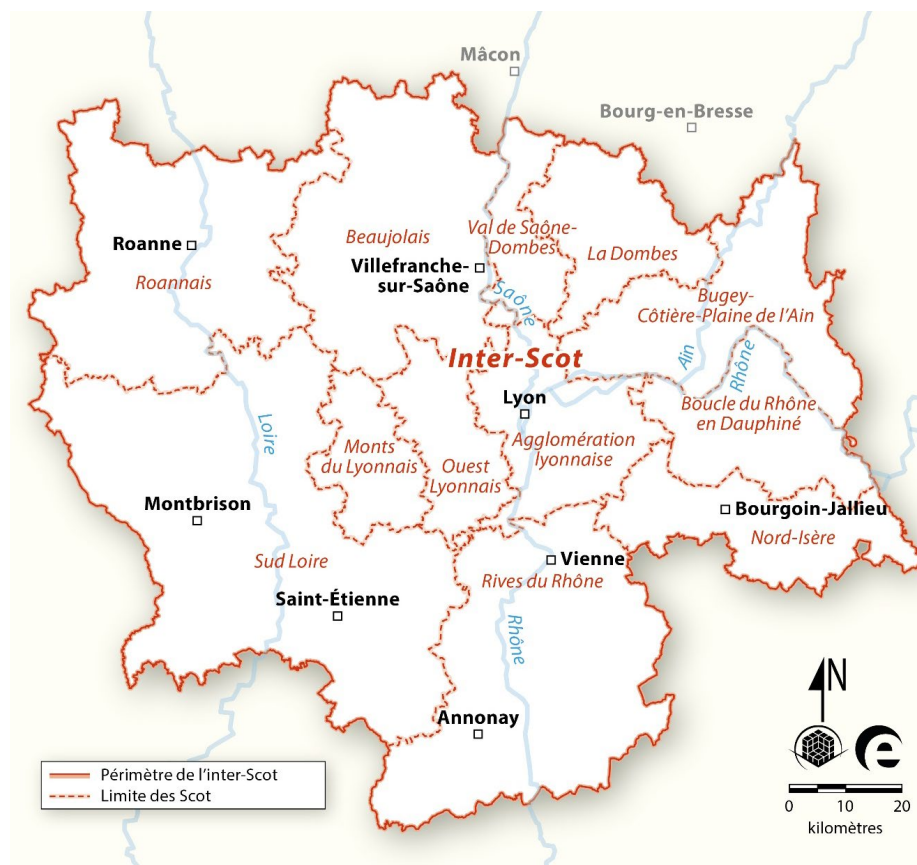 Mâcon
Bourg-en-Bresse
Roanne
Roannais
Beaujolais
Villefranche-
sur-Saône
Val de Saône-
Dombes
La Dombes
Saône
Bugey-
Côtière-Plaine de l'Ain
Inter-Scot
Ain
Rhône
Lyon
Boucle du Rhône
en Dauphiné
Loire
Monts
du Lyonnais
Ouest
Lyonnais
Agglomération
lyonnaise
Montbrison
Bourgoin-Jallieu
Nord-Isère
Sud Loire
Vienne
Rives du Rhône
Saint-Étienne
Rhône
Annonay
N
e
Périmètre de l'inter-Scot
Limite des Scot
0 10 20
kilomètres